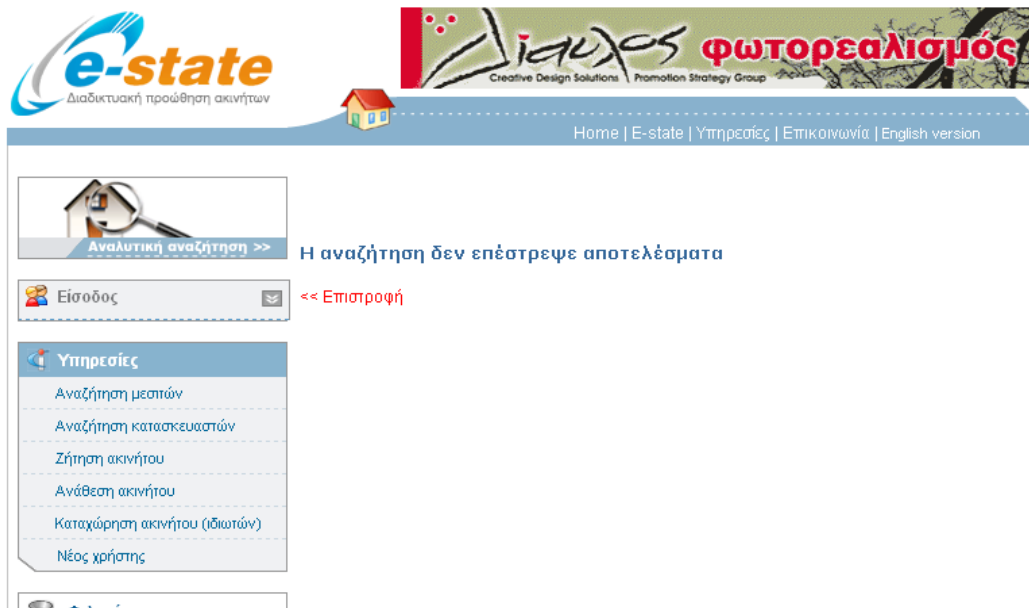 e-state
Διαδικτυακή προώθηση ακινήτων
Δίαυλος φωτορεαλισμός
Creative Design Solutions \ Promotion Strategy Group
Home | E-state | Υπηρεσίες | Επικοινωνία | English version
Αναλυτική αναζήτηση >>
Η αναζήτηση δεν επέστρεψε αποτελέσματα
<< Επιστροφή
Είσοδος
Υπηρεσίες
Αναζήτηση μεσιτών
Αναζήτηση κατασκευαστών
Ζήτηση ακινήτου
Ανάθεση ακινήτου
Καταχώρηση ακινήτου (ιδιωτών)
Νέος χρήστης